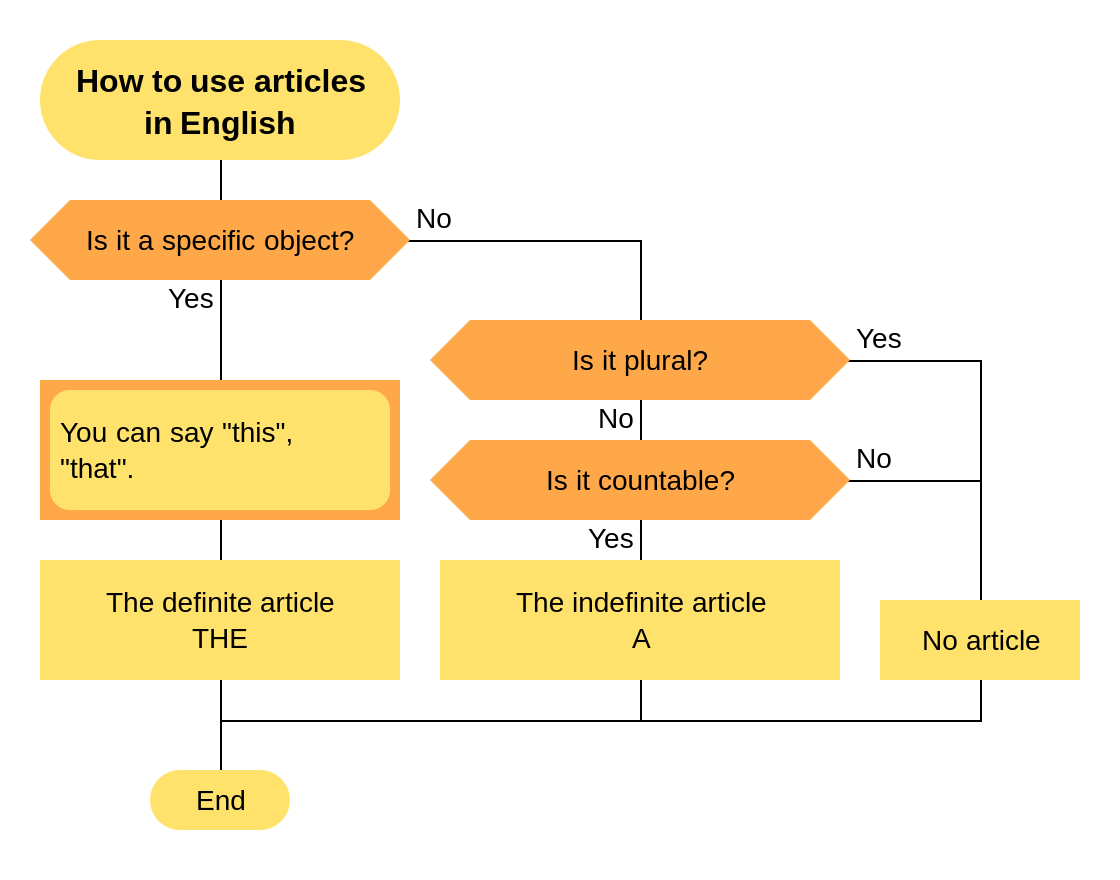 How to use articles
in English
Is it a specific object?
No
Yes
Is it plural?
Yes
No
You can say "this",
"that".
Is it countable?
No
Yes
The definite article
THE
The indefinite article
A
No article
End